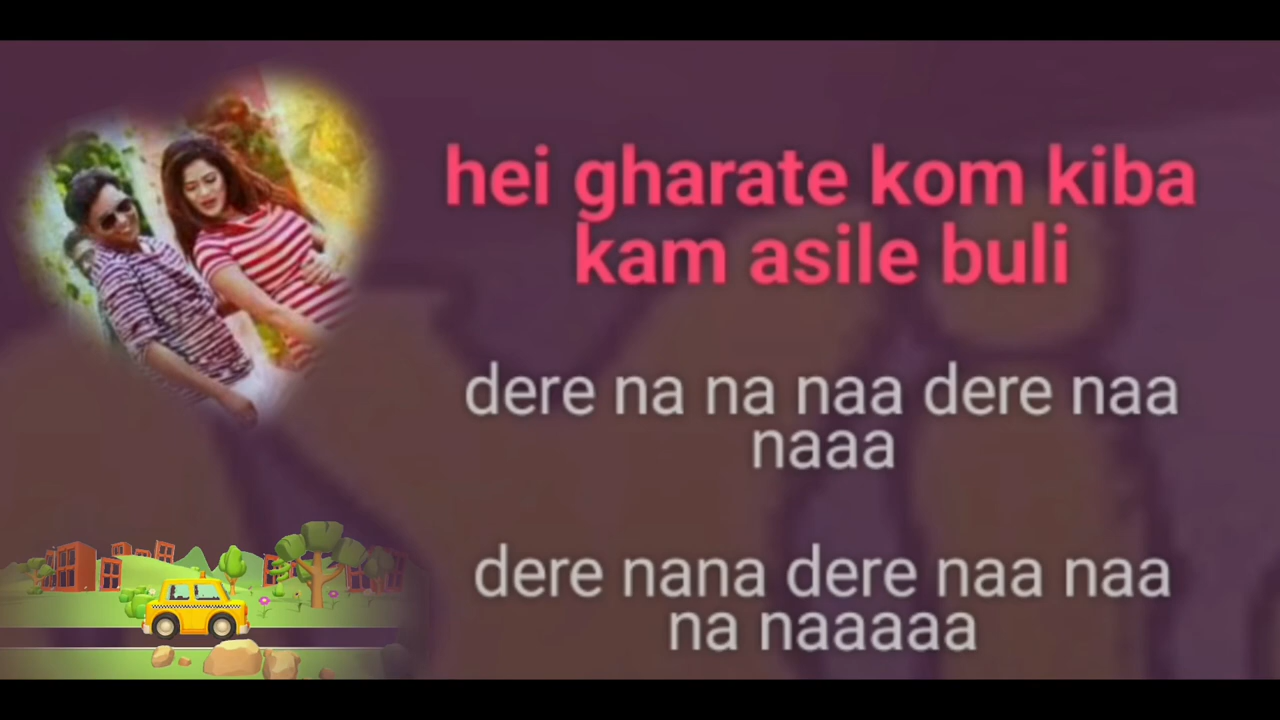 hei gharate kom kiba
kam asile buli
dere na na naa dere naa
naaa
dere nana dere naa naa
na naaaaa